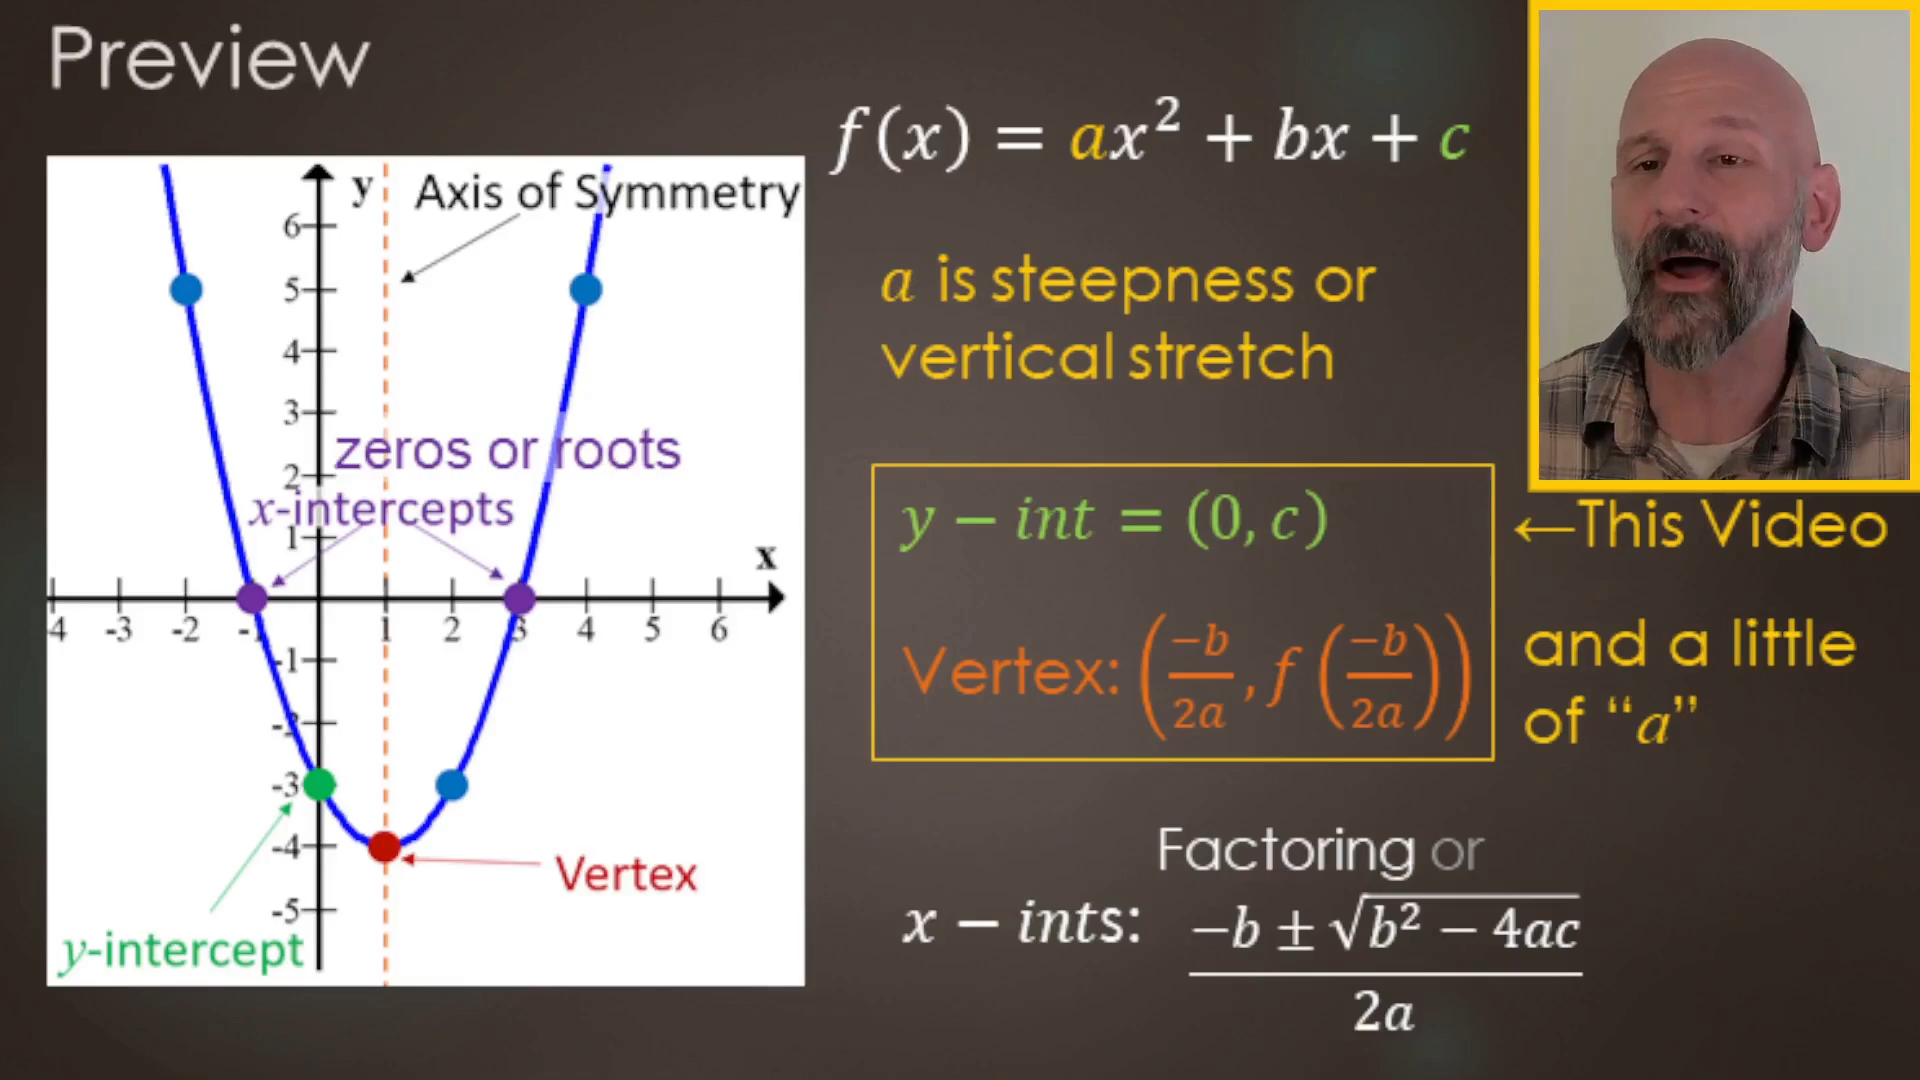 Preview
f(x) = ax² + bx + c
y
Axis of Symmetry
6
5
4
3
2
1
zeros or roots
x-intercepts
x
-4 -3 -2 -1 1 2 3 4 5 6
-1
-2
-3
-4
-5
Vertex
y-intercept
a is steepness or
vertical stretch
y − int = (0, c)
Vertex: (−b/2a, f(−b/2a))
←This Video
and a little
of “a”
Factoring or
x − ints: −b ± √b² − 4ac
2a